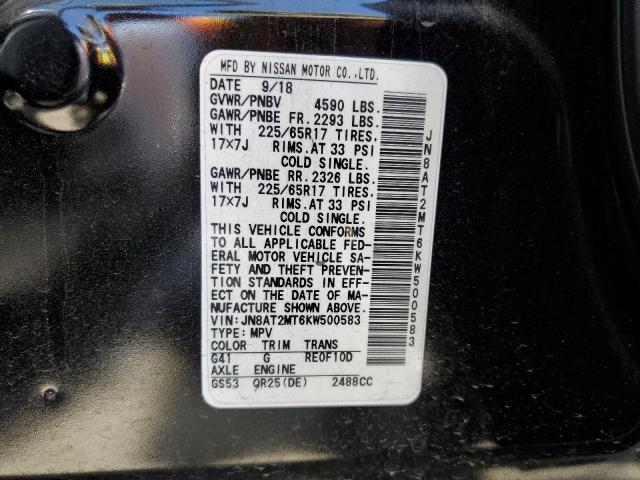 MFD BY NISSAN MOTOR CO.,LTD.
DATE 9/18
GVWR/PNBV 4590 LBS.
GAWR/PNBE FR. 2293 LBS.
WITH 225/65R17 TIRES,
17×7J RIMS.AT 33 PSI
COLD SINGLE.
GAWR/PNBE RR. 2326 LBS.
WITH 225/65R17 TIRES,
17×7J RIMS.AT 33 PSI
COLD SINGLE.
THIS VEHICLE CONFORMS
TO ALL APPLICABLE FED-
ERAL MOTOR VEHICLE SA-
FETY AND THEFT PREVEN-
TION STANDARDS IN EFF-
ECT ON THE DATE OF MA-
NUFACTURE SHOWN ABOVE.
VIN:JN8AT2MT6KW500583
TYPE:MPV
COLOR TRIM TRANS
G41 G RE0F10D
AXLE ENGINE
GS53 QR25(DE) 2488CC
JN8AT2MT6KW500583